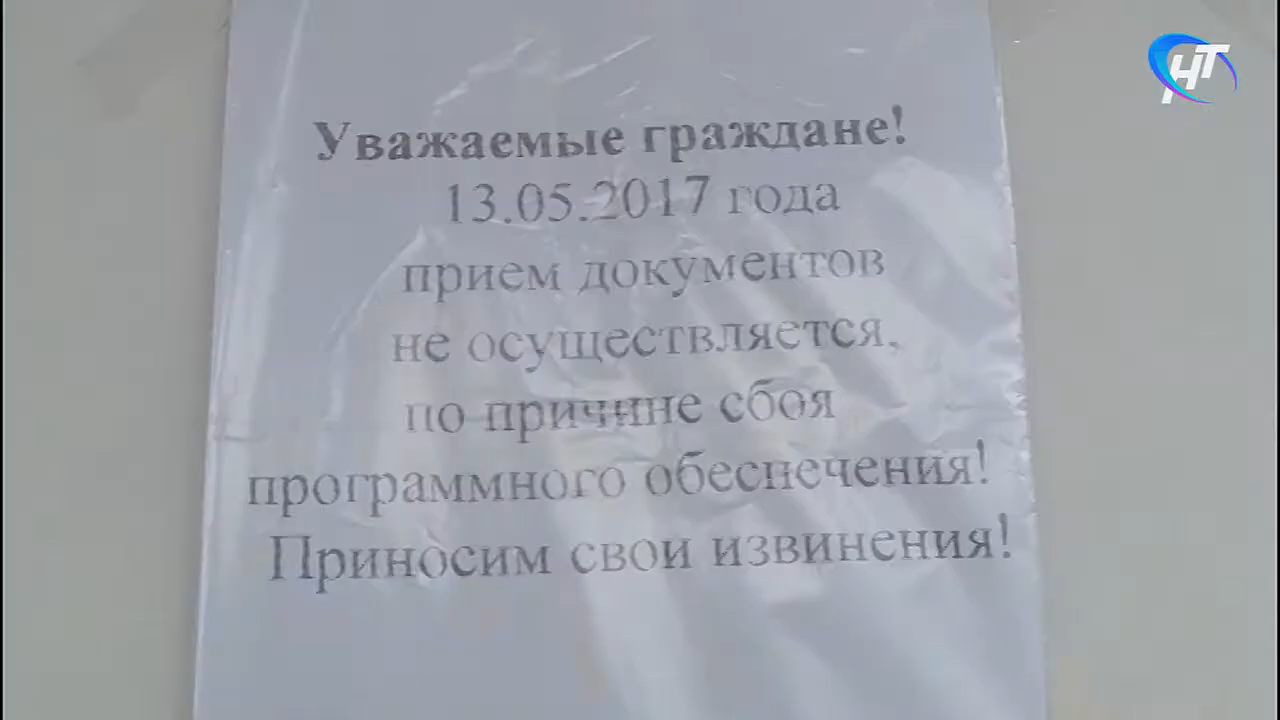 НТ
Уважаемые граждане!
13.05.2017 года
прием документов
не осуществляется,
по причине сбоя
программного обеспечения!
Приносим свои извинения!